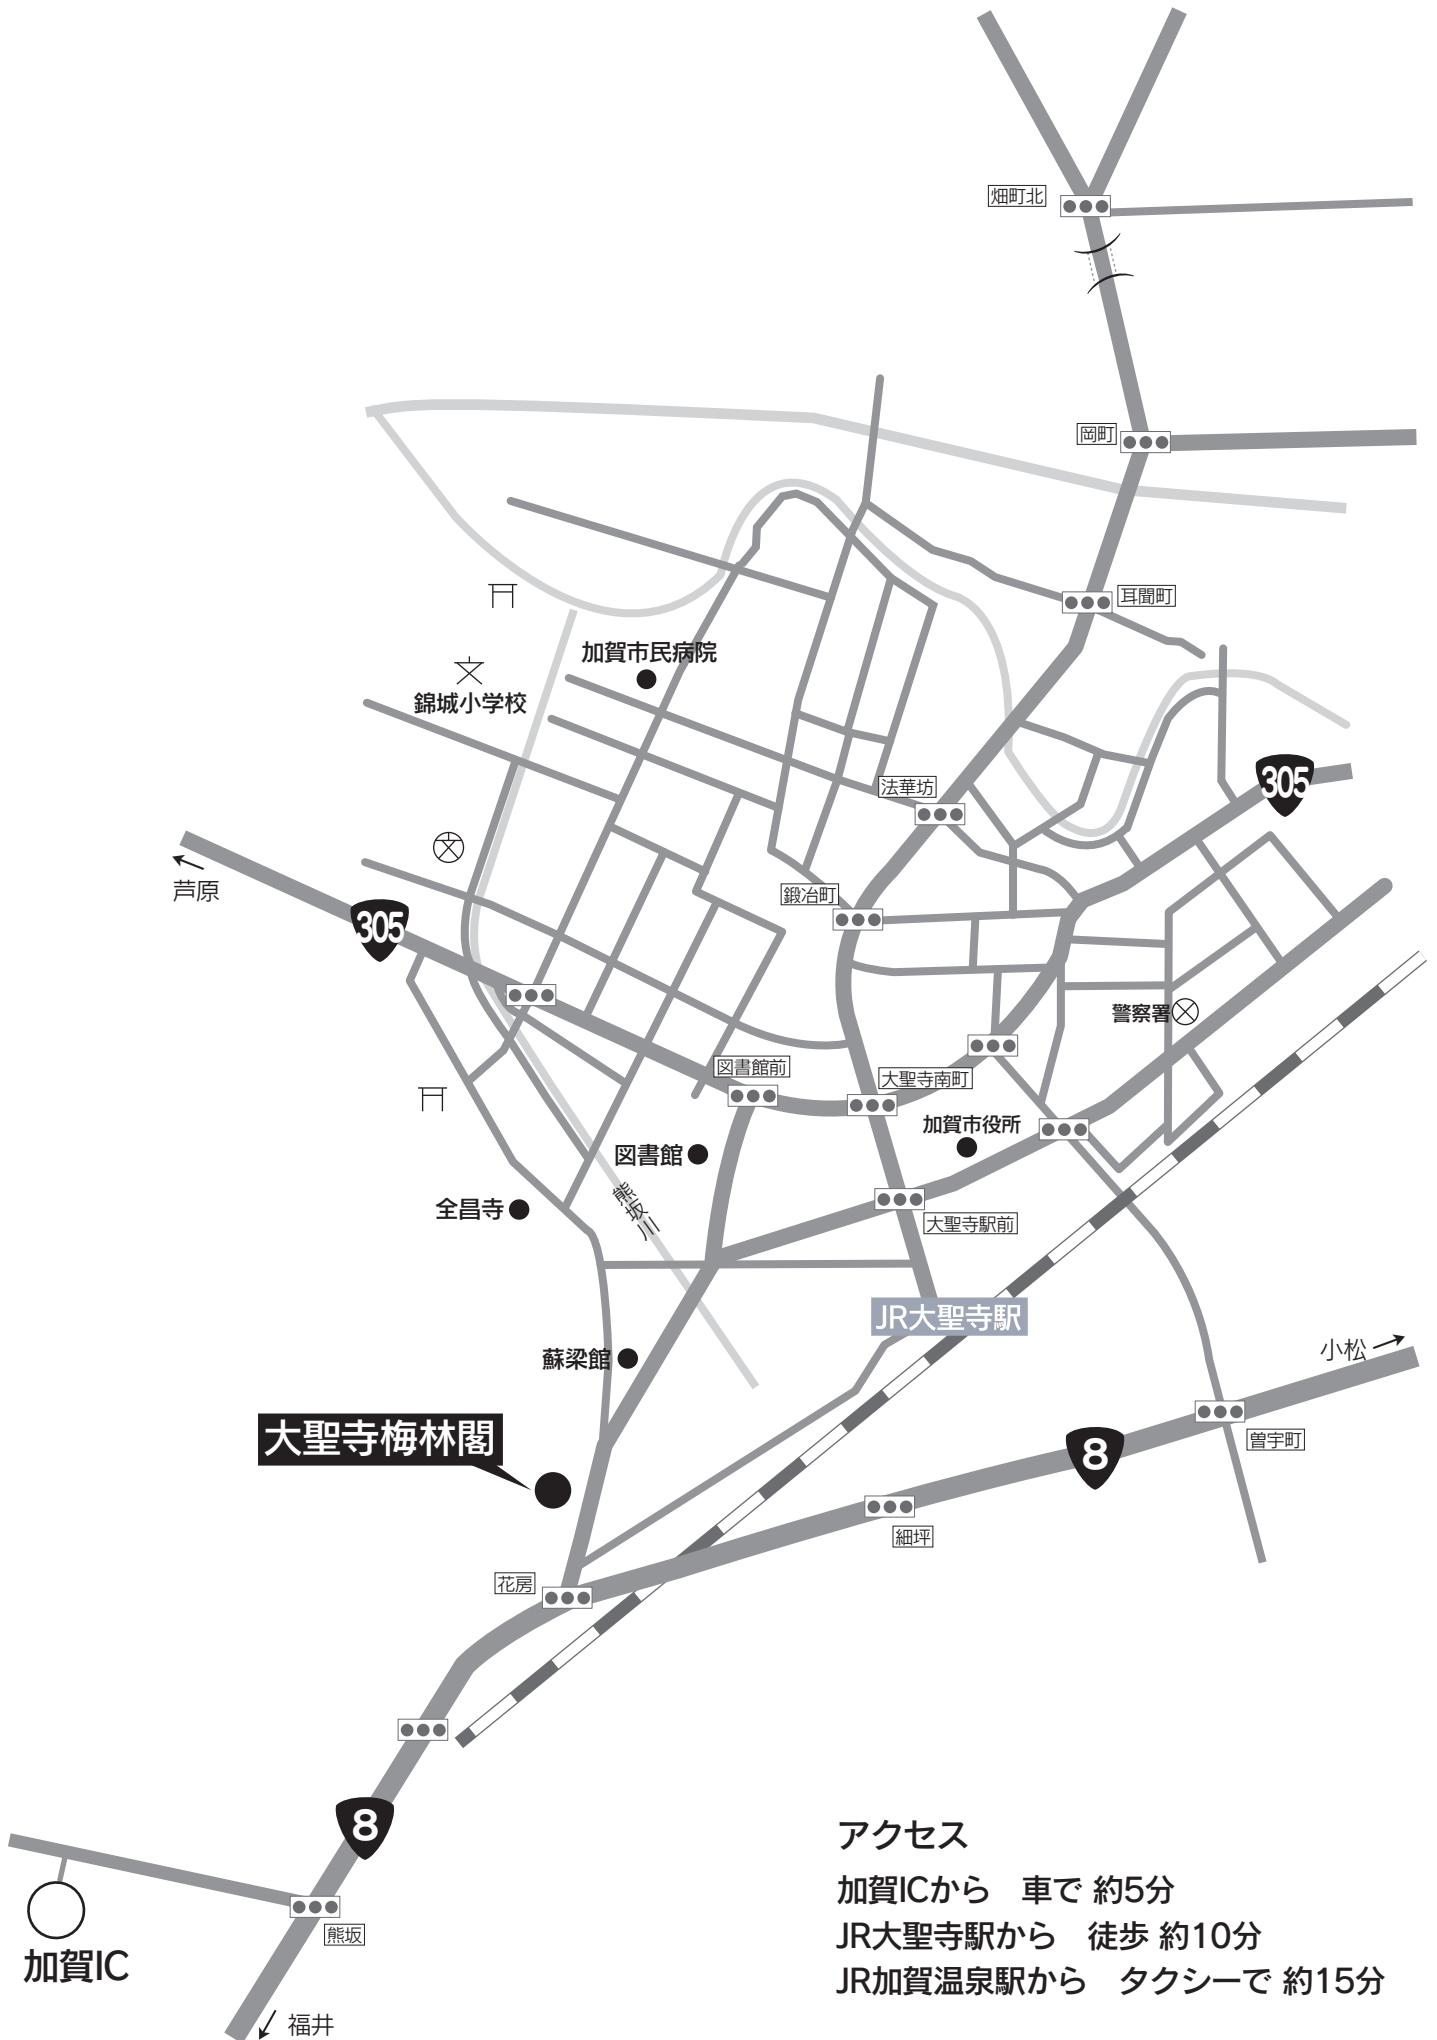 畑町北
岡町
耳聞町
加賀市民病院
錦城小学校
法華坊
305
芦原
鍛冶町
305
警察署
図書館前
大聖寺南町
加賀市役所
図書館
熊坂川
全昌寺
大聖寺駅前
JR大聖寺駅
小松
蘇梁館
大聖寺梅林閣
曽宇町
8
細坪
花房
8
アクセス
加賀ICから　車で 約5分
JR大聖寺駅から　徒歩 約10分
JR加賀温泉駅から　タクシーで 約15分
熊坂
加賀IC
福井